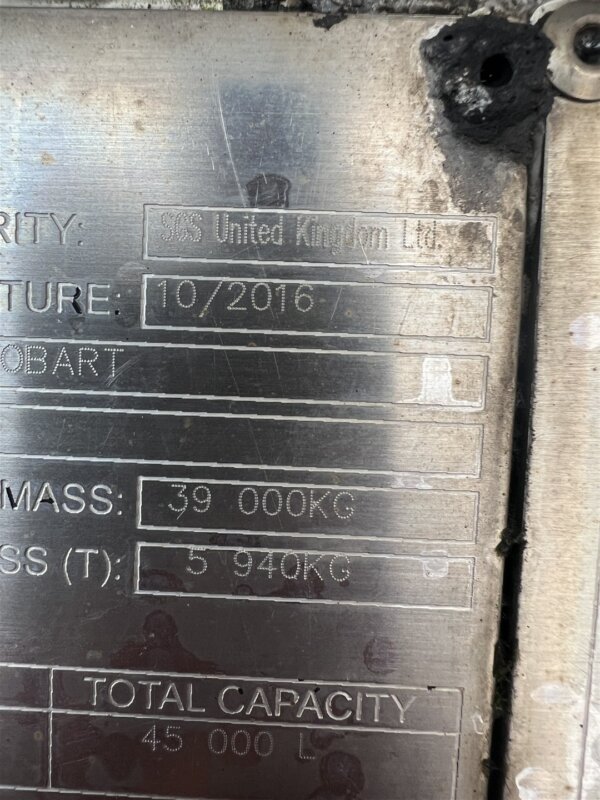 RITY: SGS United Kingdom Ltd.
TURE: 10/2016
OBART
MASS: 39 000KG
SS (T): 5 940KG
TOTAL CAPACITY
45 000 L